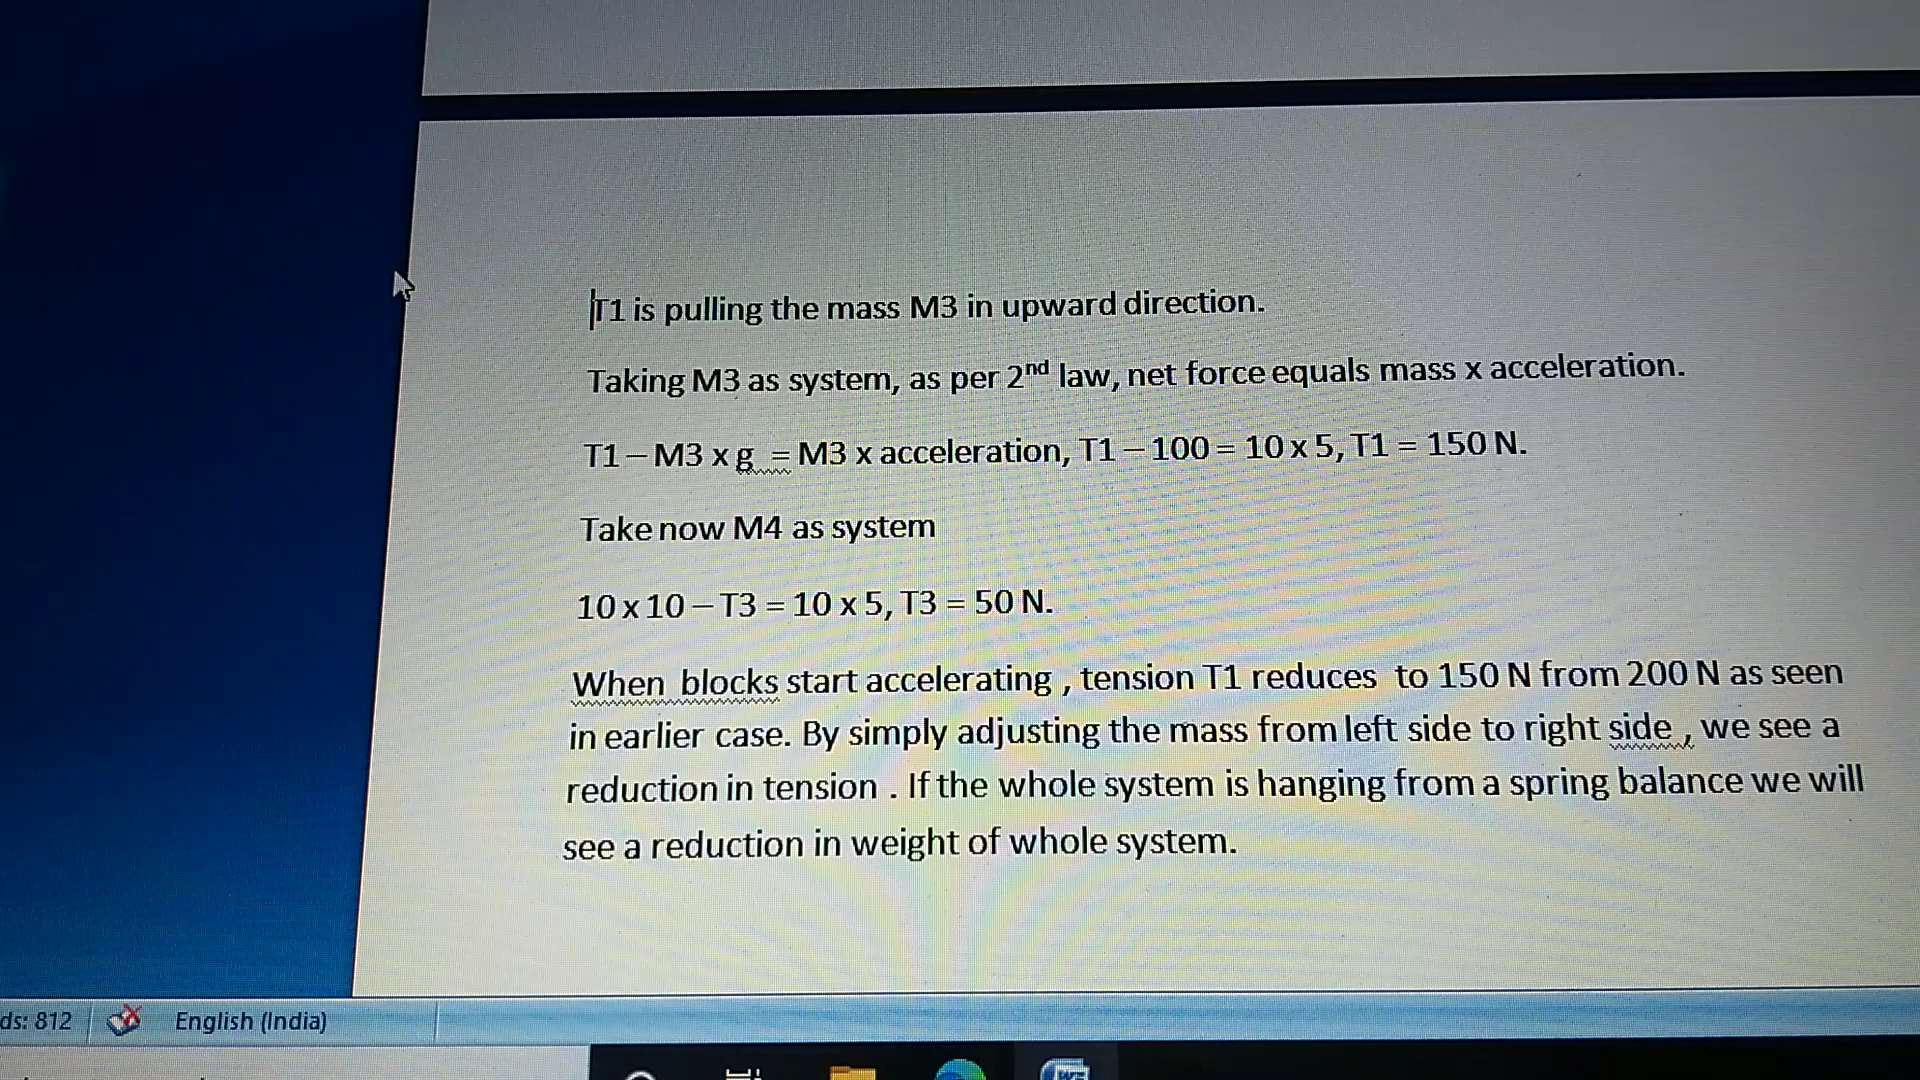 T1 is pulling the mass M3 in upward direction.
Taking M3 as system, as per 2nd law, net force equals mass x acceleration.
T1 – M3 x g = M3 x acceleration, T1 – 100 = 10 x 5, T1 = 150 N.
Take now M4 as system
10 x 10 – T3 = 10 x 5, T3 = 50 N.
When blocks start accelerating , tension T1 reduces to 150 N from 200 N as seen
in earlier case. By simply adjusting the mass from left side to right side , we see a
reduction in tension . If the whole system is hanging from a spring balance we will
see a reduction in weight of whole system.
ds: 812 English (India)